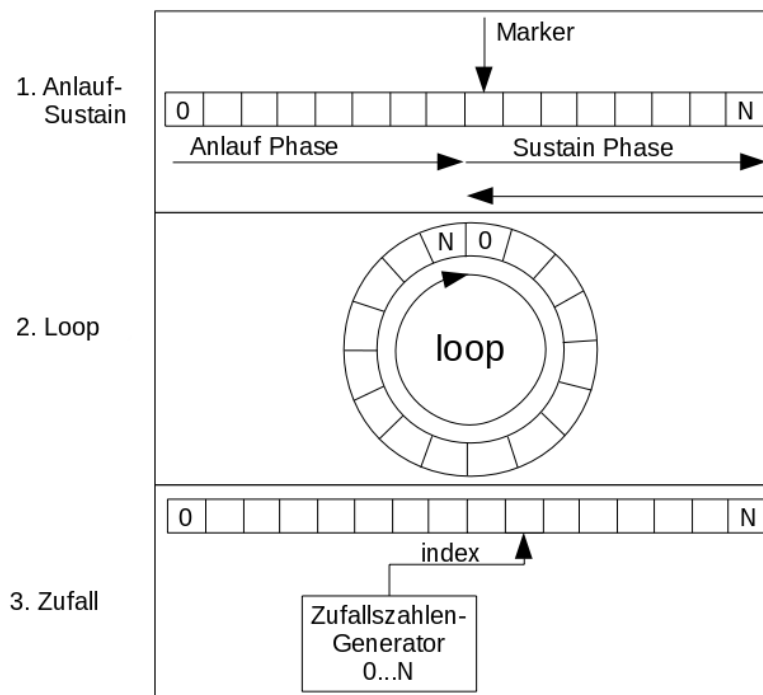 Marker
1. Anlauf-
Sustain
0
N
Anlauf Phase
Sustain Phase
N
0
2. Loop
loop
0
N
index
3. Zufall
Zufallszahlen-
Generator
0...N